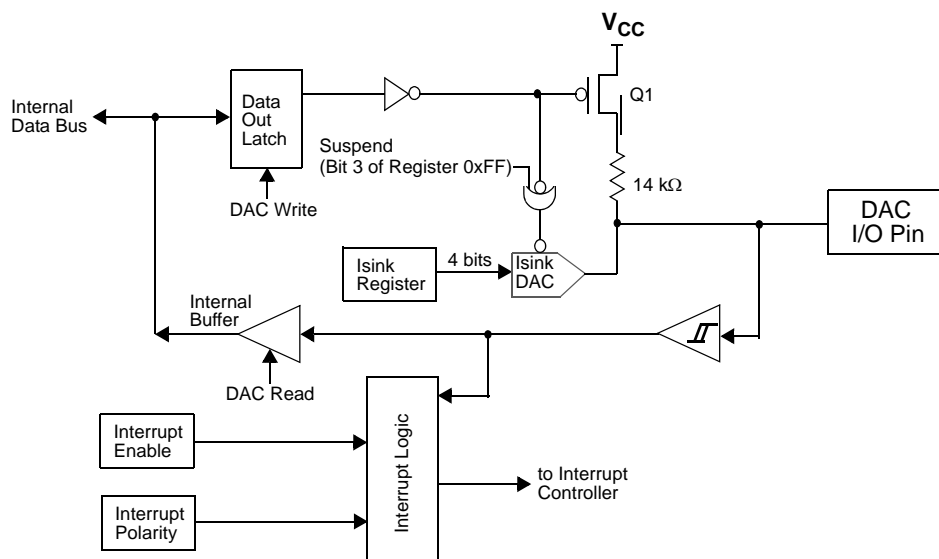 VCC
Q1
Data
Out
Latch
Internal
Data Bus
Suspend
(Bit 3 of Register 0xFF)
14 kΩ
DAC Write
DAC
I/O Pin
4 bits
Isink
Register
Isink
DAC
Internal
Buffer
DAC Read
Interrupt
Enable
Interrupt Logic
to Interrupt
Controller
Interrupt
Polarity